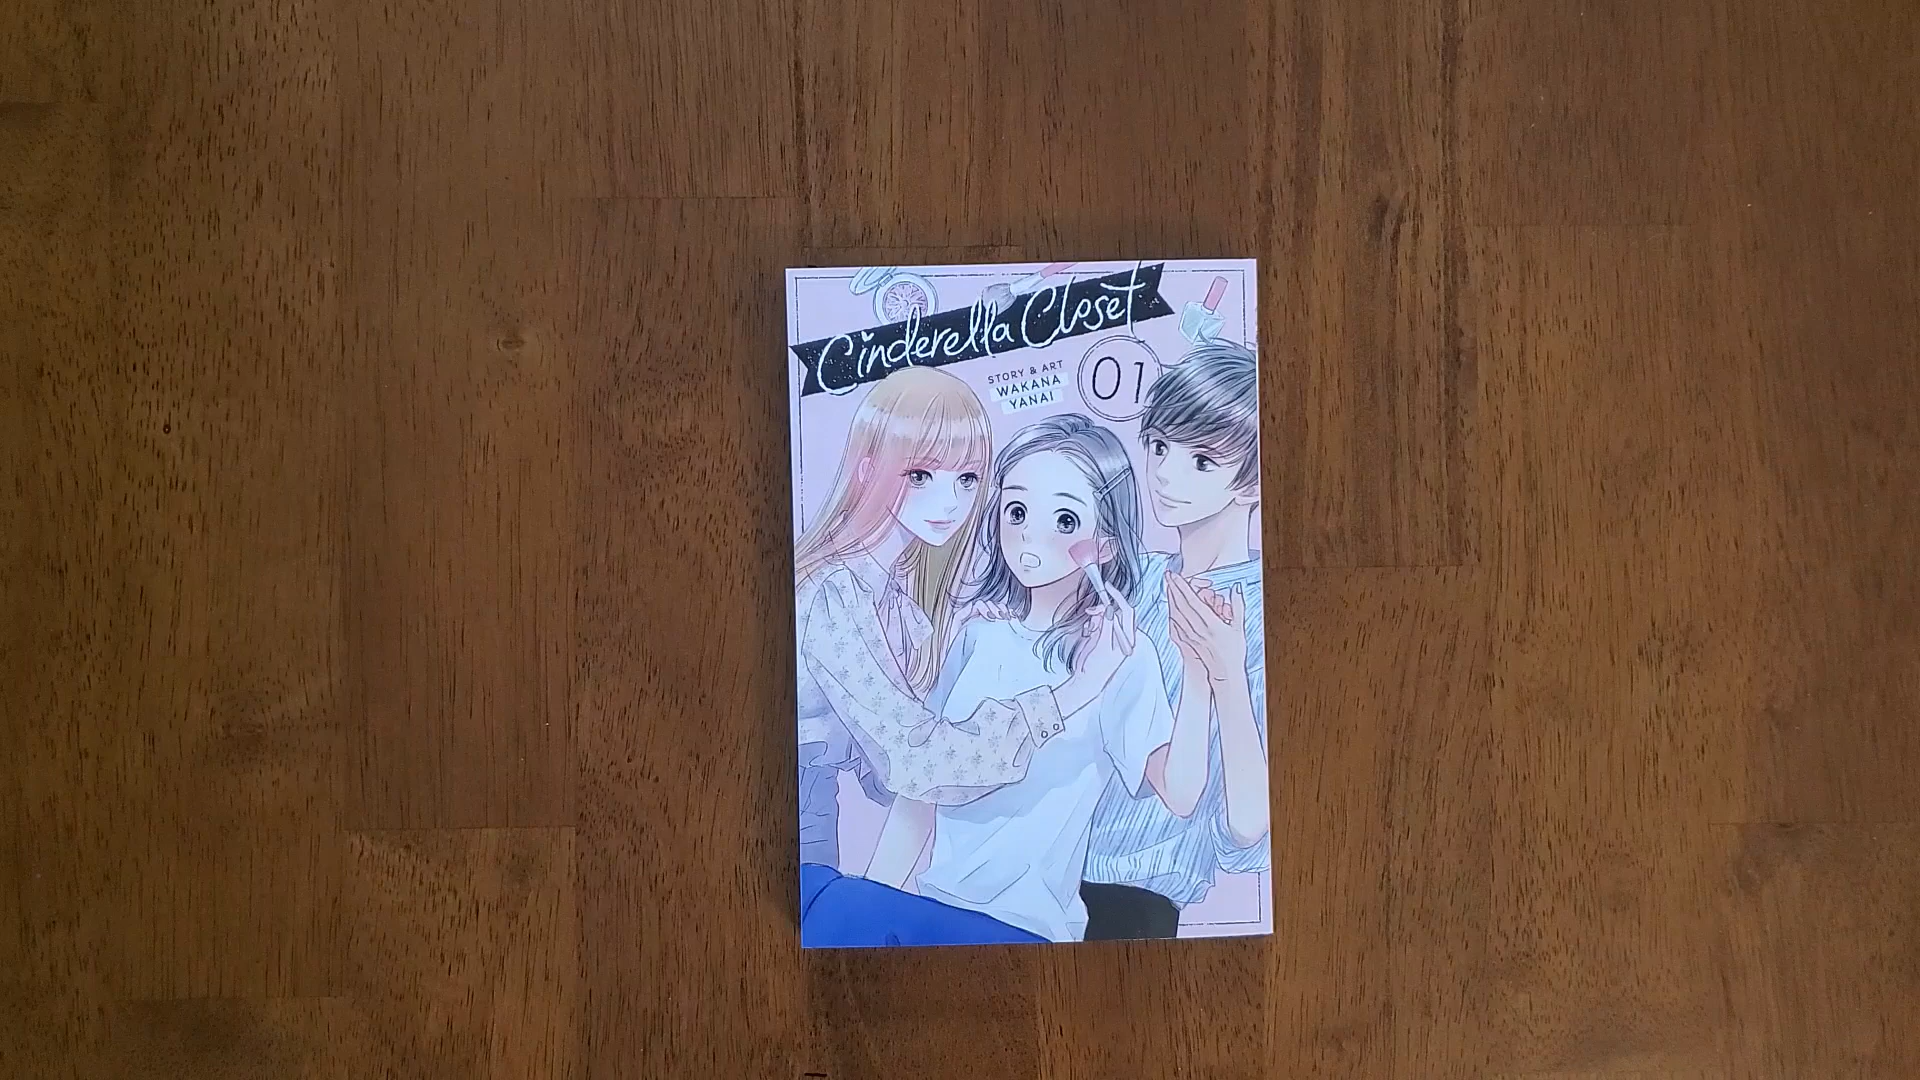 Cinderella Closet
STORY & ART
WAKANA
YANAI
01